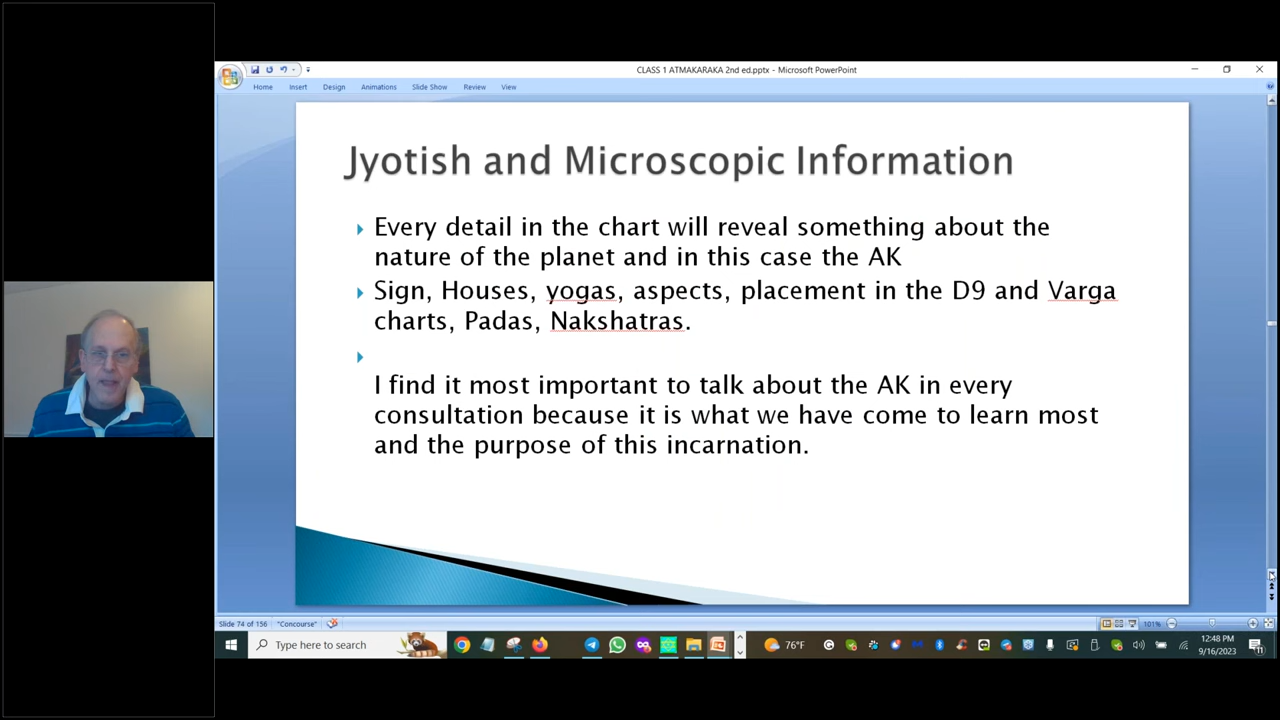 CLASS 1 ATMAKARAKA 2nd ed.pptx - Microsoft PowerPoint
Home Insert Design Animations Slide Show Review View
Jyotish and Microscopic Information
Every detail in the chart will reveal something about the
nature of the planet and in this case the AK
Sign, Houses, yogas, aspects, placement in the D9 and Varga
charts, Padas, Nakshatras.
I find it most important to talk about the AK in every
consultation because it is what we have come to learn most
and the purpose of this incarnation.
Slide 74 of 156 "Concourse" 101%
Type here to search 76°F 12:48 PM
9/16/2023
11